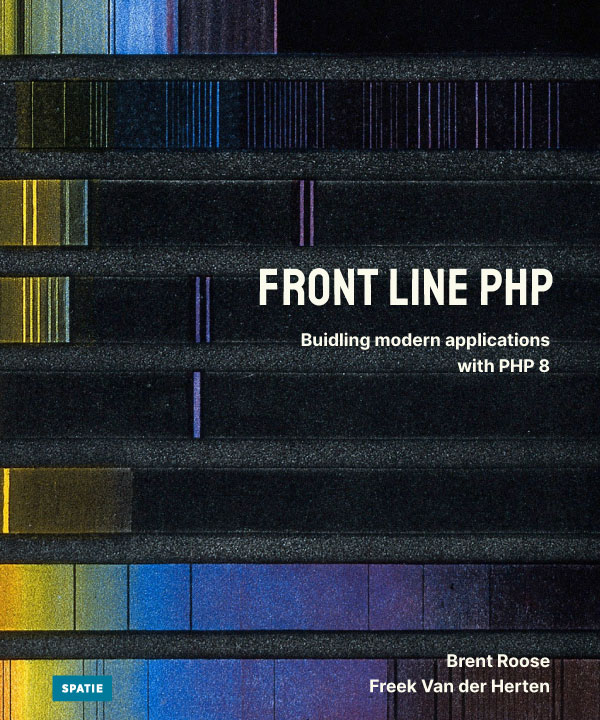 FRONT LINE PHP
Buidling modern applications
with PHP 8
Brent Roose
Freek Van der Herten
SPATIE